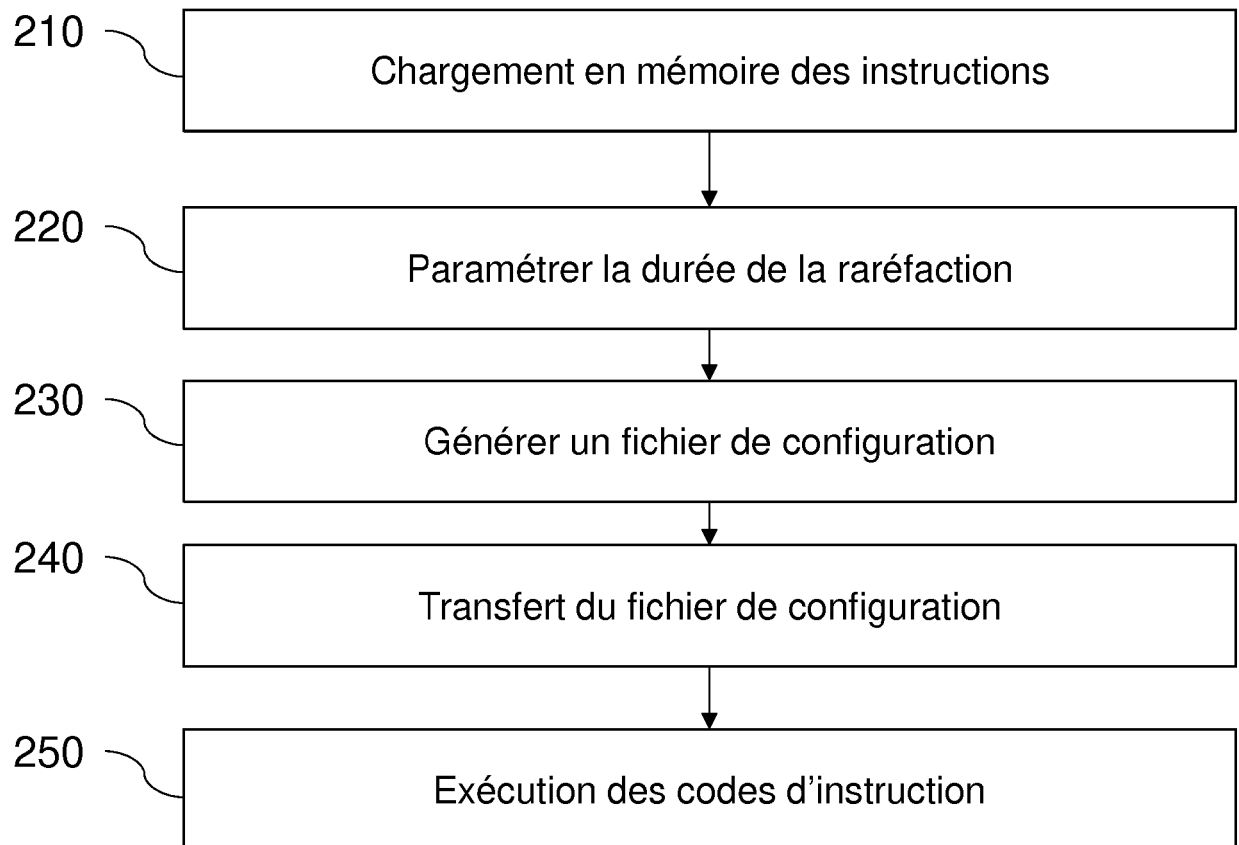 210
Chargement en mémoire des instructions
220
Paramétrer la durée de la raréfaction
230
Générer un fichier de configuration
240
Transfert du fichier de configuration
250
Exécution des codes d’instruction